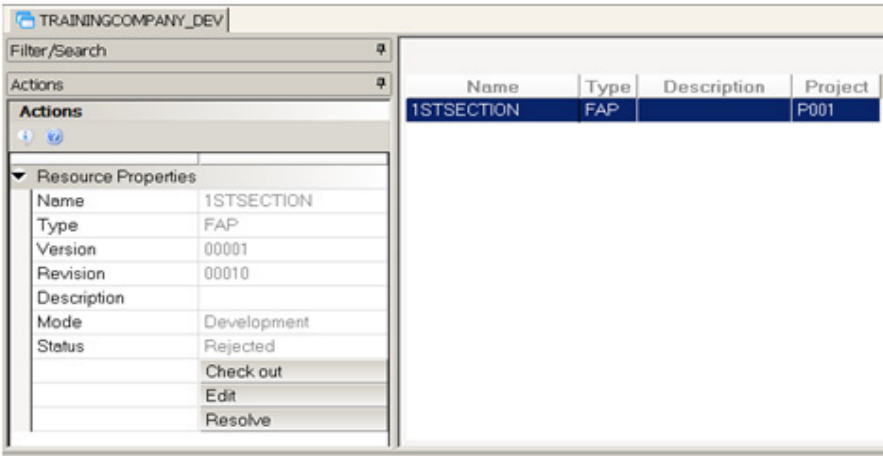 TRAININGCOMPANY_DEV
Filter/Search
Actions
Actions
Resource Properties
Name 1STSECTION
Type FAP
Version 00001
Revision 00010
Description
Mode Development
Status Rejected
Check out
Edit
Resolve
Name Type Description Project
1STSECTION FAP P001